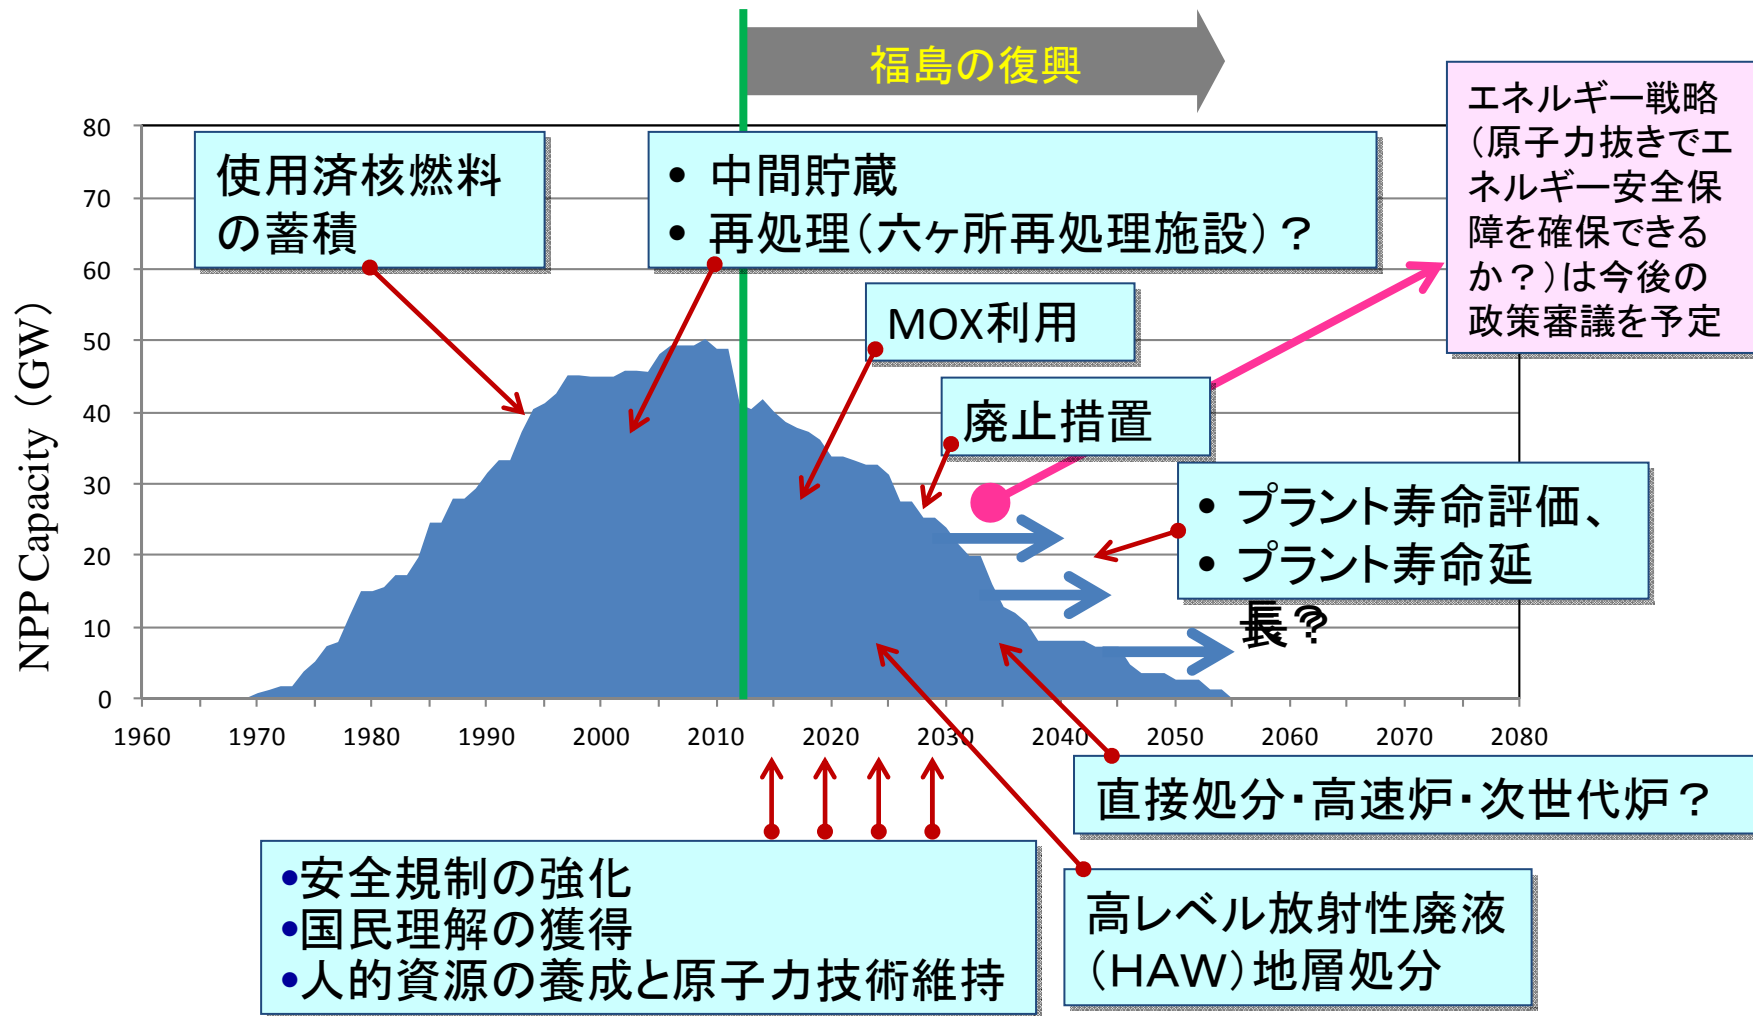 福島の復興
エネルギー戦略
(原子力抜きでエ
ネルギー安全保
障を確保できる
か?)は今後の
政策審議を予定
使用済核燃料
の蓄積
• 中間貯蔵
• 再処理(六ヶ所再処理施設)?
MOX利用
廃止措置
• プラント寿命評価、
• プラント寿命延
長?
NPP Capacity (GW)
80
70
60
50
40
30
20
10
0
1960 1970 1980 1990 2000 2010 2020 2030 2040 2050 2060 2070 2080
直接処分・高速炉・次世代炉?
•安全規制の強化
•国民理解の獲得
•人的資源の養成と原子力技術維持
高レベル放射性廃液
(HAW)地層処分